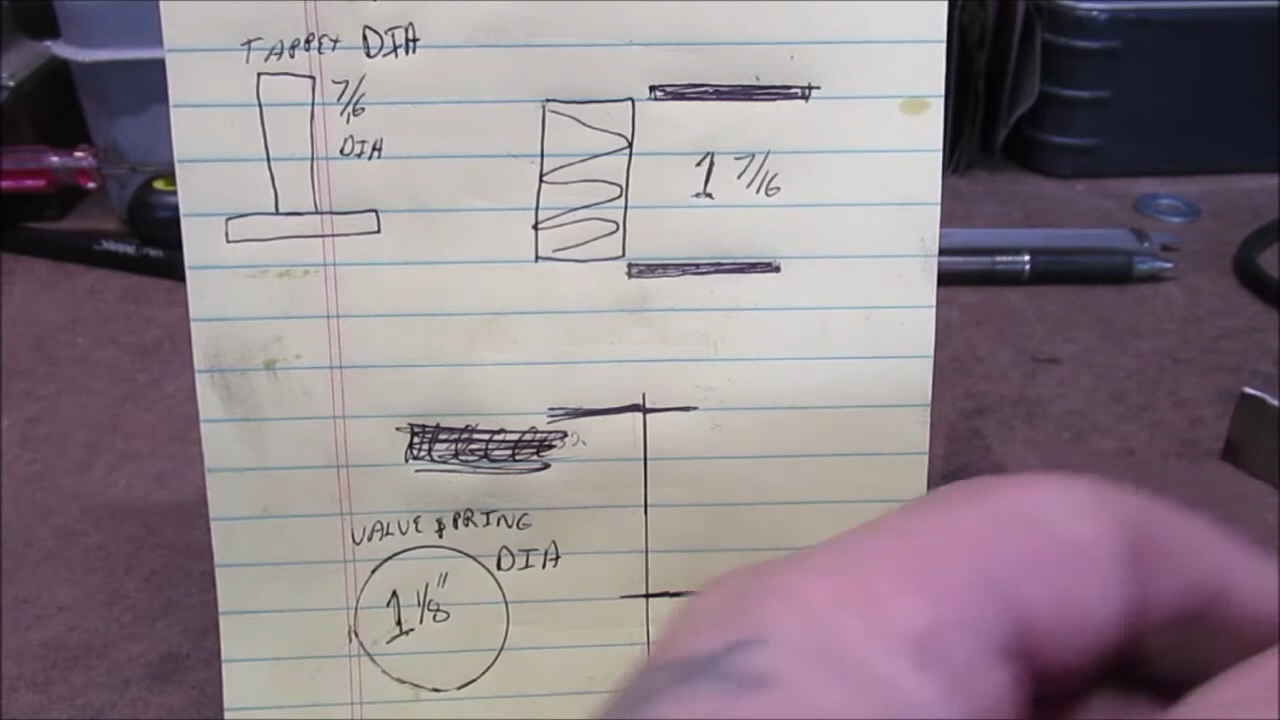 TAPPET DIA
7/16
DIA
1 7/16
VALVE SPRING
DIA
1 1/8"